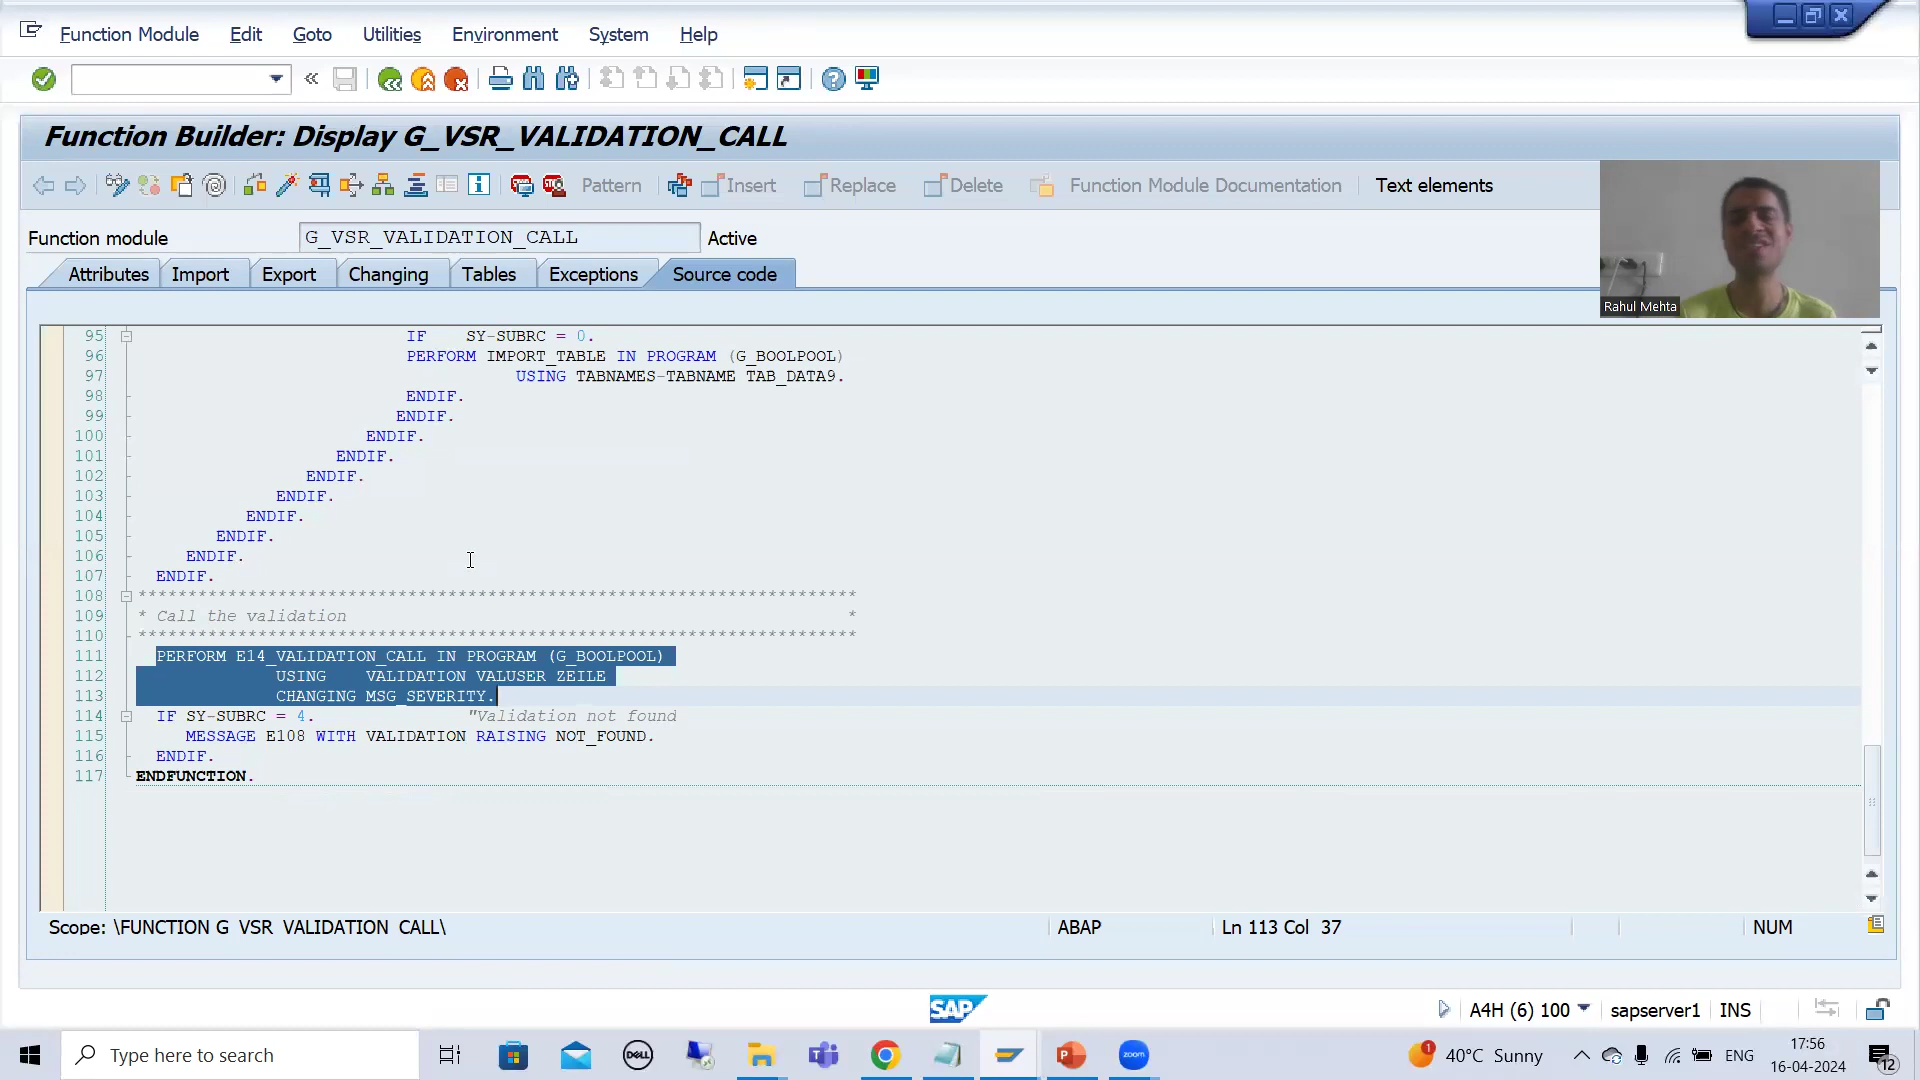 Function Module Edit Goto Utilities Environment System Help
Function Builder: Display G_VSR_VALIDATION_CALL
Pattern Insert Replace Delete Function Module Documentation Text elements
Function module G_VSR_VALIDATION_CALL Active
Attributes Import Export Changing Tables Exceptions Source code
Rahul Mehta
95 IF SY-SUBRC = 0.
96 PERFORM IMPORT_TABLE IN PROGRAM (G_BOOLPOOL)
97 USING TABNAMES-TABNAME TAB_DATA9.
98 ENDIF.
99 ENDIF.
100 ENDIF.
101 ENDIF.
102 ENDIF.
103 ENDIF.
104 ENDIF.
105 ENDIF.
106 ENDIF.
107 ENDIF.
108 ************************************************************************
109 * Call the validation *
110 ************************************************************************
111 PERFORM E14_VALIDATION_CALL IN PROGRAM (G_BOOLPOOL)
112 USING VALIDATION VALUSER ZEILE
113 CHANGING MSG_SEVERITY.
114 IF SY-SUBRC = 4. "Validation not found
115 MESSAGE E108 WITH VALIDATION RAISING NOT_FOUND.
116 ENDIF.
117 ENDFUNCTION.
Scope: \FUNCTION G_VSR_VALIDATION_CALL\ ABAP Ln 113 Col 37 NUM
SAP A4H (6) 100 sapserver1 INS
Type here to search DELL zoom 1 40°C Sunny ENG 17:56
16-04-2024 12